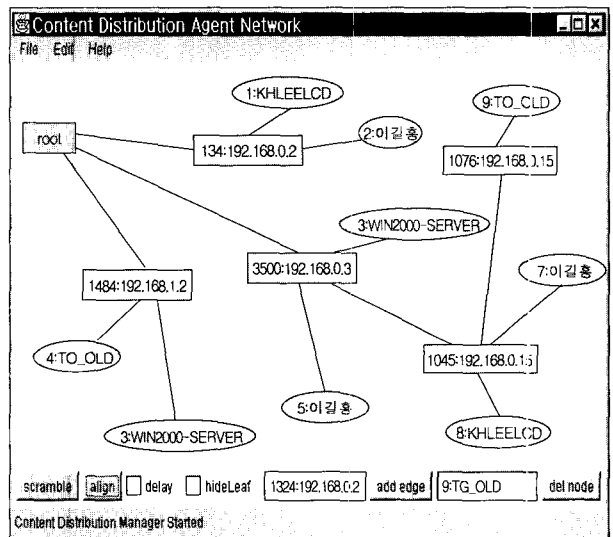 Content Distribution Agent Network
File Edit Help
1:KHLEELCD
9:TO_CLD
root
134:192.168.0.2
2:이길홍
1076:192.168.0.15
3:WIN2000-SERVER
3500:192.168.0.3
7:이길홍
1484:192.168.1.2
4:TO_OLD
1045:192.168.0.15
5:이길홍
3:WIN2000-SERVER
8:KHLEELCD
scramble align delay hideLeaf 1324:192.168.0.2 add edge 9:TG_OLD del node
Content Distribution Manager Started